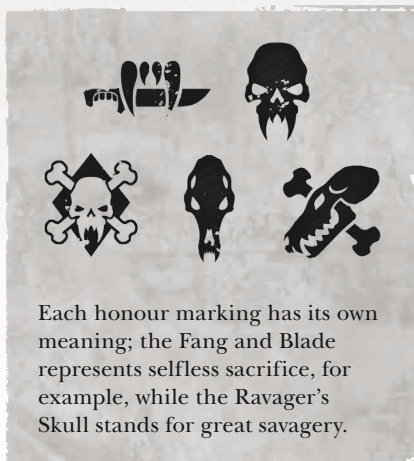 Each honour marking has its own
meaning; the Fang and Blade
represents selfless sacrifice, for
example, while the Ravager's
Skull stands for great savagery.